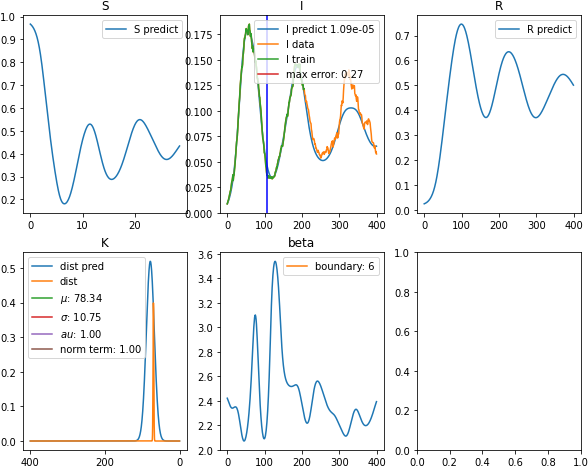 S
S predict
1.0
0.9
0.8
0.7
0.6
0.5
0.4
0.3
0.2
0
10
20
I
I predict 1.09e-05
I data
I train
max error: 0.27
0.175
0.150
0.125
0.100
0.075
0.050
0.025
0.000
0 100 200 300 400
R
R predict
0.7
0.6
0.5
0.4
0.3
0.2
0.1
0.0
0 100 200 300 400
K
dist pred
dist
μ: 78.34
σ: 10.75
au: 1.00
norm term: 1.00
0.5
0.4
0.3
0.2
0.1
0.0
400 200 0
beta
boundary: 6
3.6
3.4
3.2
3.0
2.8
2.6
2.4
2.2
2.0
0 100 200 300 400
1.0
0.8
0.6
0.4
0.2
0.0
0.0 0.2 0.4 0.6 0.8 1.0